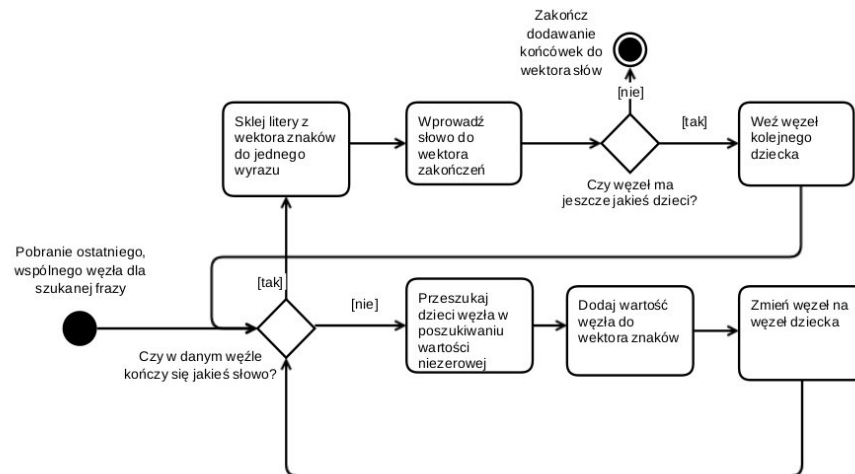 Zakończ
dodawanie
końcówek do
wektora słów
[nie]
Sklej litery z
wektora znaków
do jednego
wyrazu
Wprowadź
słowo do
wektora
zakończeń
[tak]
Weź węzeł
kolejnego
dziecka
Czy węzeł ma
jeszcze jakieś dzieci?
Pobranie ostatniego,
wspólnego węzła dla
szukanej frazy
[tak]
[nie]
Czy w danym węźle
kończy się jakieś słowo?
Przeszukaj
dzieci węzła w
poszukiwaniu
wartości
niezerowej
Dodaj wartość
węzła do
wektora znaków
Zmień węzeł na
węzeł dziecka